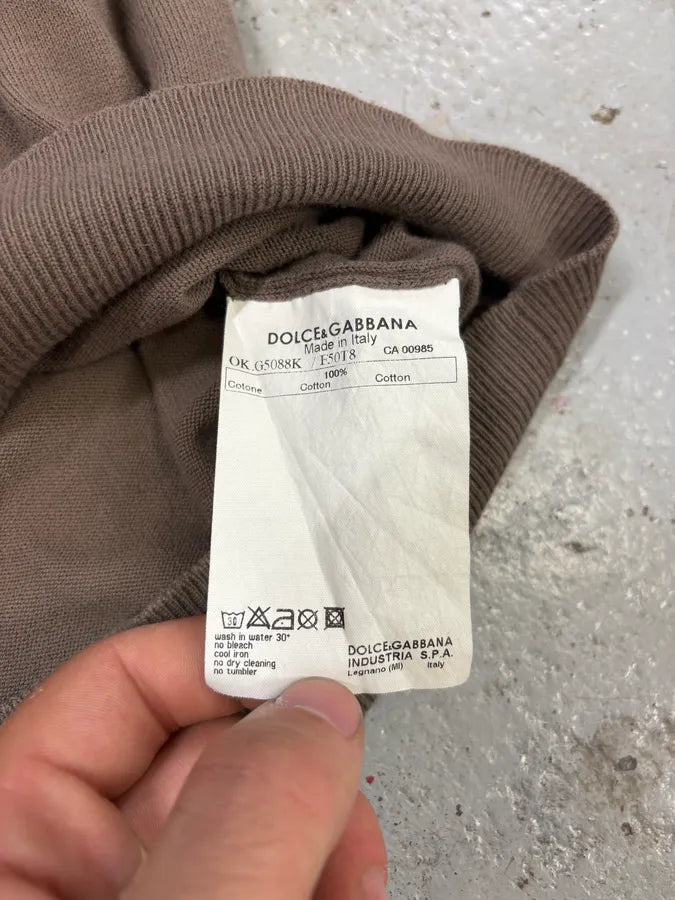 DOLCE&GABBANA
Made in Italy
OK.G5088K / F50T8 CA 00985
100%
Cotone Cotton Cotton
30
wash in water 30°
no bleach
cool iron
no dry cleaning
no tumbler
DOLCE&GABBANA
INDUSTRIA S.P.A.
Legnano (MI) Italy